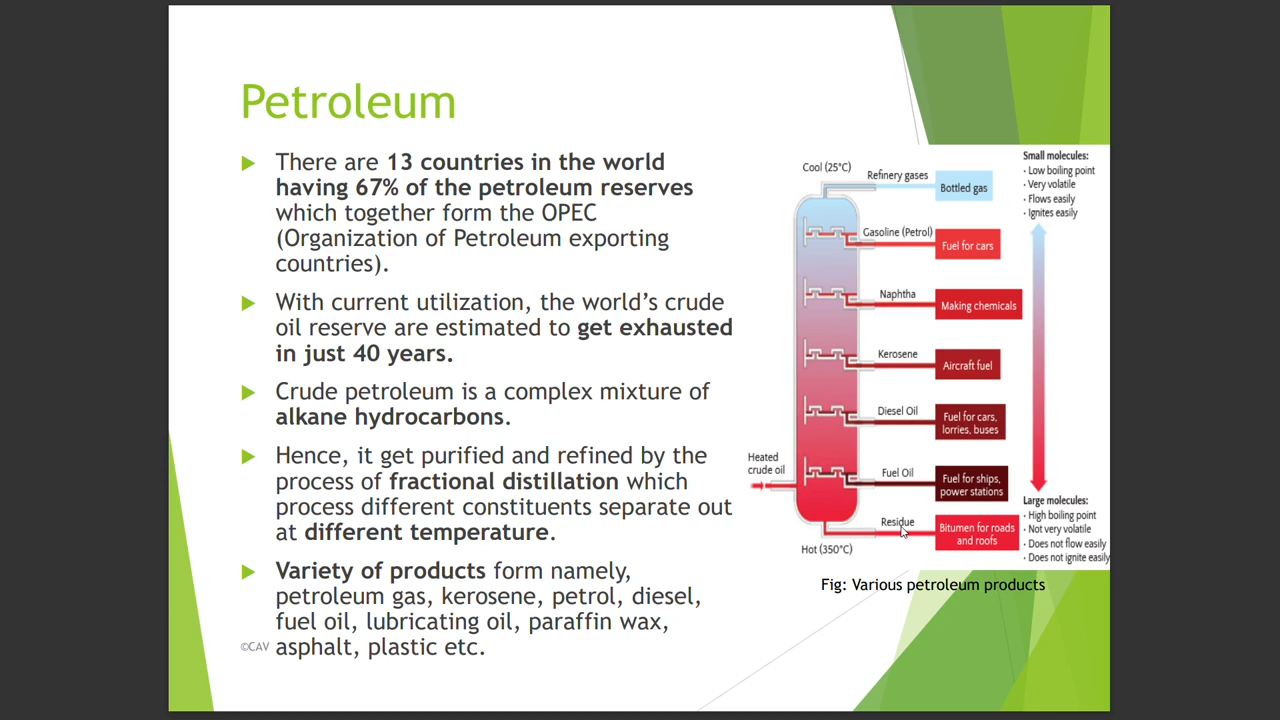 Petroleum
There are 13 countries in the world
having 67% of the petroleum reserves
which together form the OPEC
(Organization of Petroleum exporting
countries).
With current utilization, the world's crude
oil reserve are estimated to get exhausted
in just 40 years.
Crude petroleum is a complex mixture of
alkane hydrocarbons.
Hence, it get purified and refined by the
process of fractional distillation which
process different constituents separate out
at different temperature.
Variety of products form namely,
petroleum gas, kerosene, petrol, diesel,
fuel oil, lubricating oil, paraffin wax,
asphalt, plastic etc.
©CAV
Cool (25°C)
Refinery gases
Bottled gas
Gasoline (Petrol)
Fuel for cars
Naphtha
Making chemicals
Kerosene
Aircraft fuel
Diesel Oil
Fuel for cars,
lorries, buses
Heated
crude oil
Fuel Oil
Fuel for ships,
power stations
Residue
Bitumen for roads
and roofs
Hot (350°C)
Small molecules:
· Low boiling point
· Very volatile
· Flows easily
· Ignites easily
Large molecules:
· High boiling point
· Not very volatile
· Does not flow easily
· Does not ignite easily
Fig: Various petroleum products